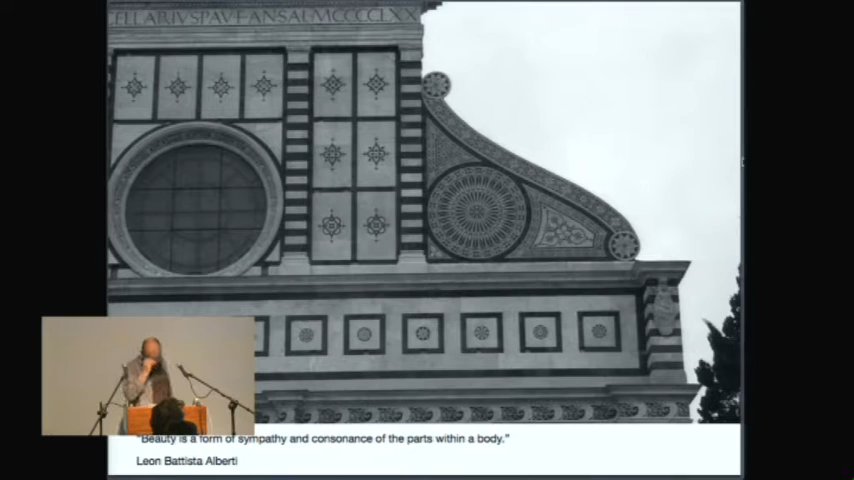 "Beauty is a form of sympathy and consonance of the parts within a body."
Leon Battista Alberti